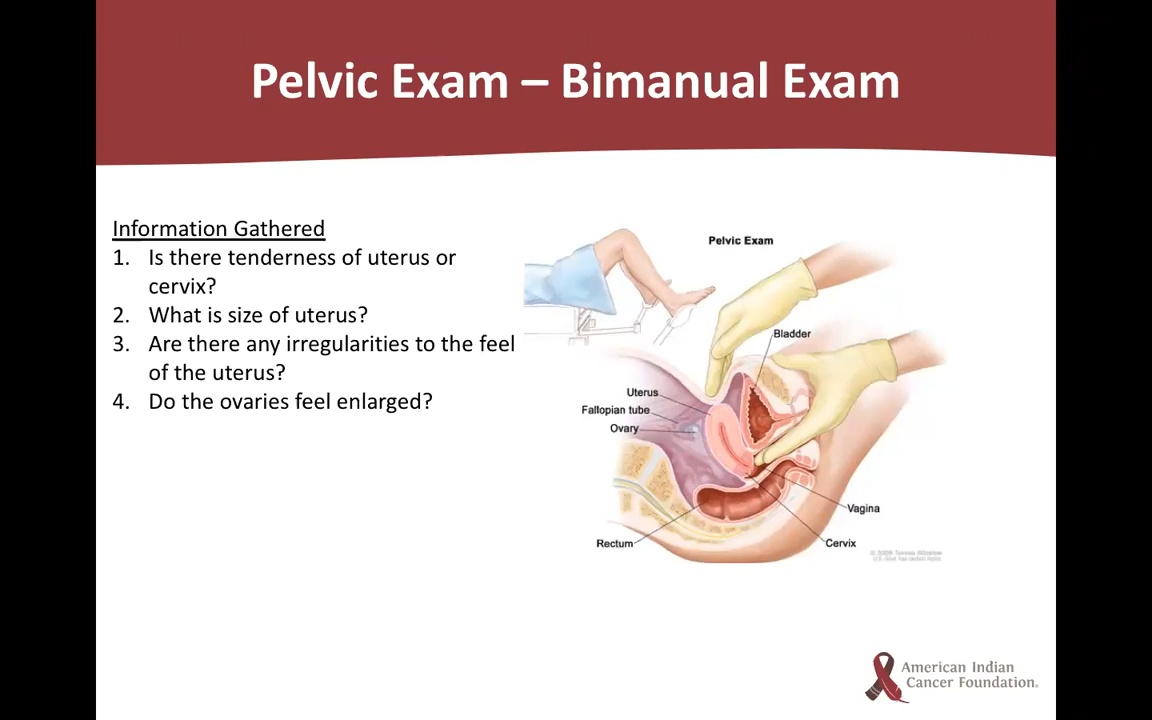 Pelvic Exam – Bimanual Exam
Information Gathered
1. Is there tenderness of uterus or
cervix?
2. What is size of uterus?
3. Are there any irregularities to the feel
of the uterus?
4. Do the ovaries feel enlarged?
Pelvic Exam
Bladder
Uterus
Fallopian tube
Ovary
Vagina
Rectum
Cervix
American Indian
Cancer Foundation®